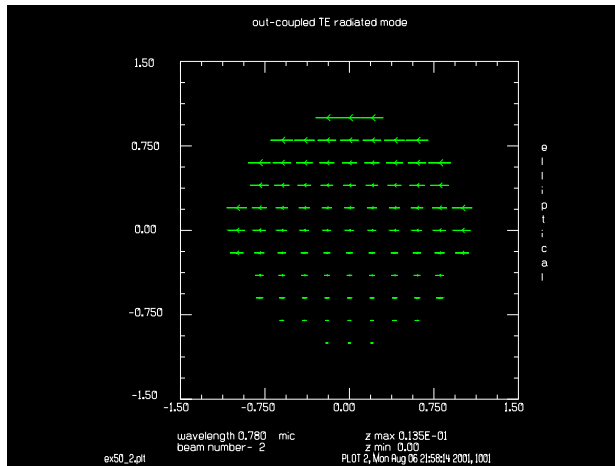 out-coupled TE radiated mode
1.50
0.750
0.00
-0.750
-1.50
-1.50
-0.750
0.00
0.750
1.50
elliptical
wavelength 0.780 mic
z max 0.135E-01
beam number- 2
z min 0.00
ex50_2.plt
PLOT 2, Mon Aug 06 21:58:14 2001, 1001